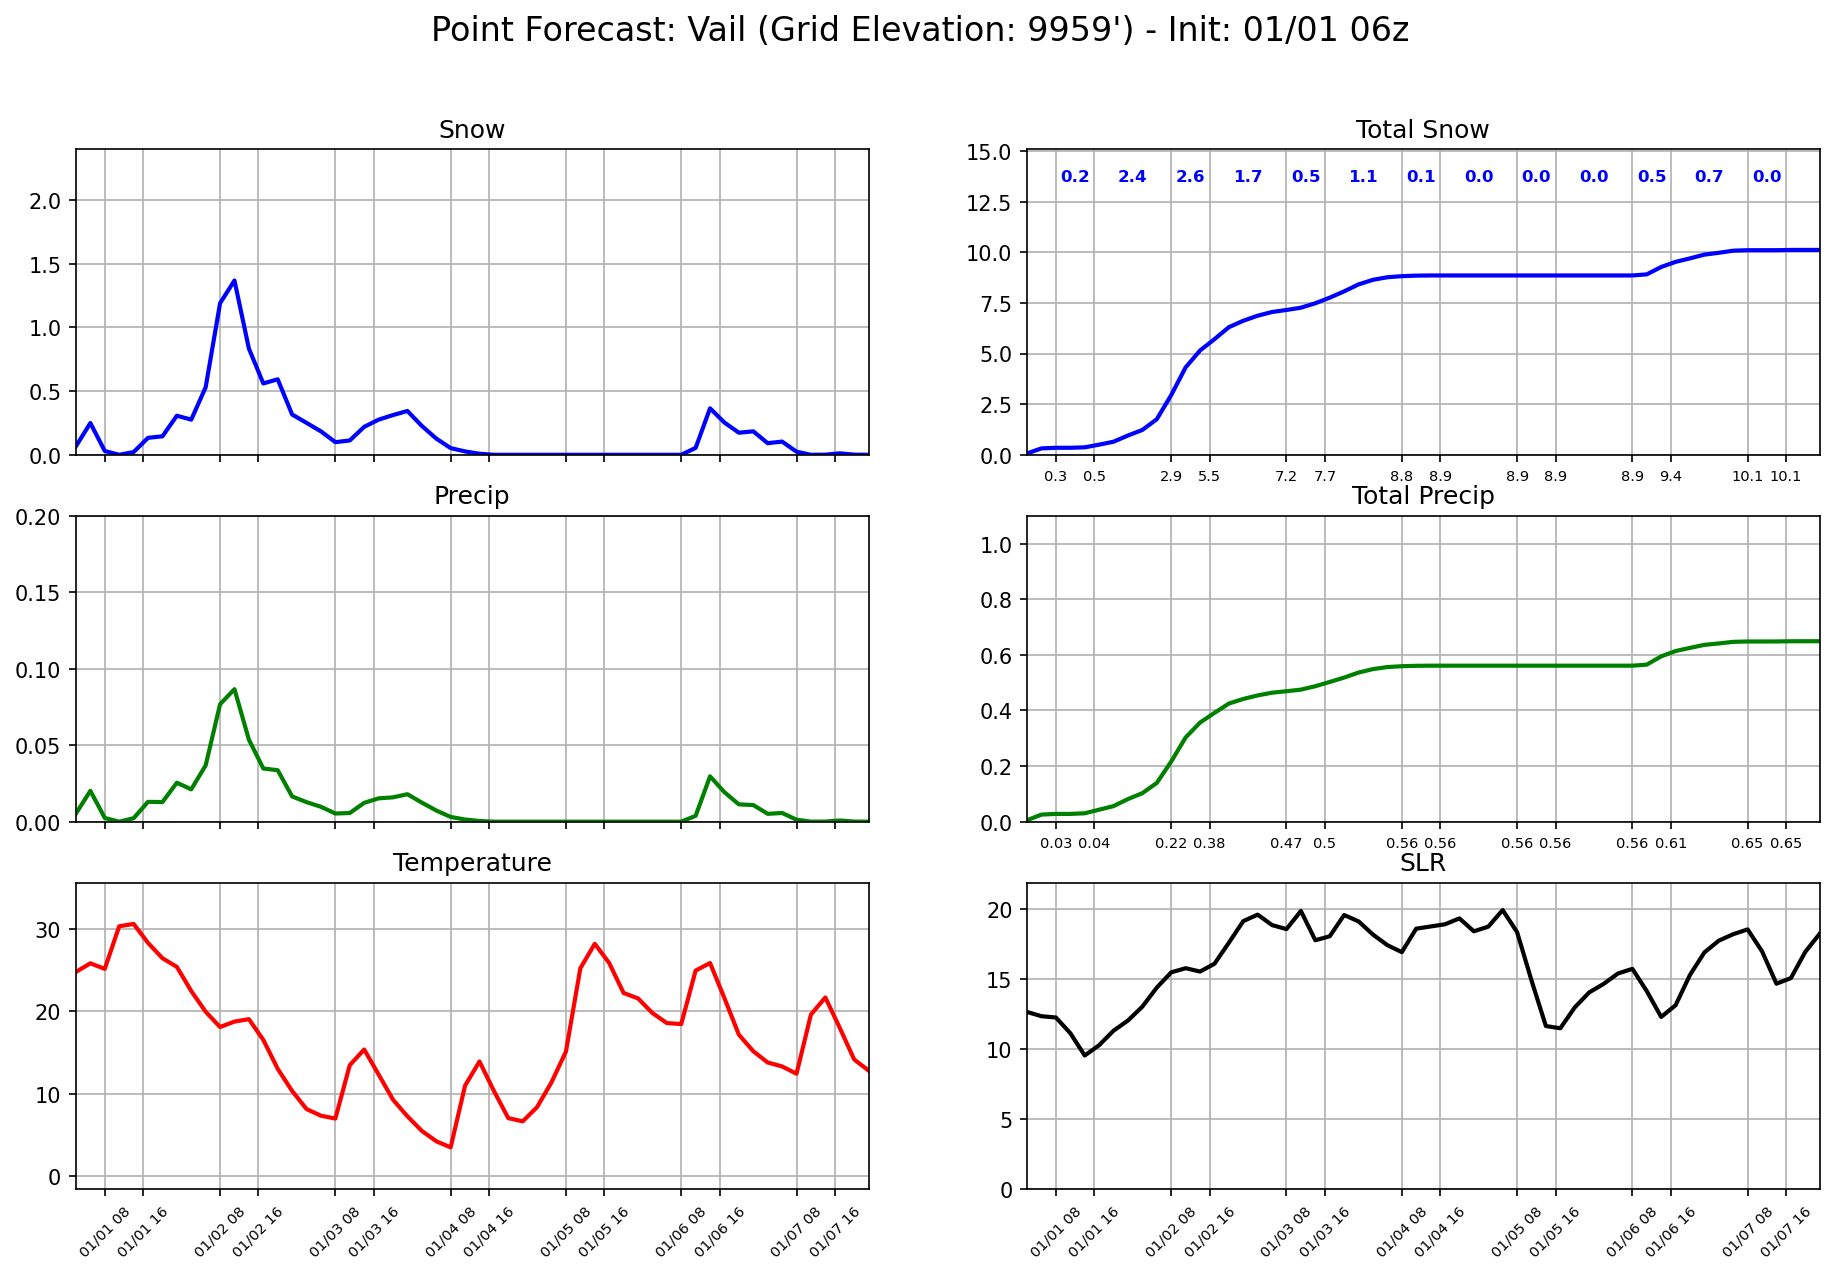 Point Forecast: Vail (Grid Elevation: 9959') - Init: 01/01 06z
Snow
2.0
1.5
1.0
0.5
0.0
Total Snow
15.0
12.5
10.0
7.5
5.0
2.5
0.0
0.2 2.4 2.6 1.7 0.5 1.1 0.1 0.0 0.0 0.0 0.5 0.7 0.0
0.3 0.5 2.9 5.5 7.2 7.7 8.8 8.9 8.9 8.9 8.9 9.4 10.1 10.1
Precip
0.20
0.15
0.10
0.05
0.00
Total Precip
1.0
0.8
0.6
0.4
0.2
0.0
0.03 0.04 0.22 0.38 0.47 0.5 0.56 0.56 0.56 0.56 0.56 0.61 0.65 0.65
Temperature
30
20
10
0
01/01 08 01/01 16 01/02 08 01/02 16 01/03 08 01/03 16 01/04 08 01/04 16 01/05 08 01/05 16 01/06 08 01/06 16 01/07 08 01/07 16
SLR
20
15
10
5
0
01/01 08 01/01 16 01/02 08 01/02 16 01/03 08 01/03 16 01/04 08 01/04 16 01/05 08 01/05 16 01/06 08 01/06 16 01/07 08 01/07 16